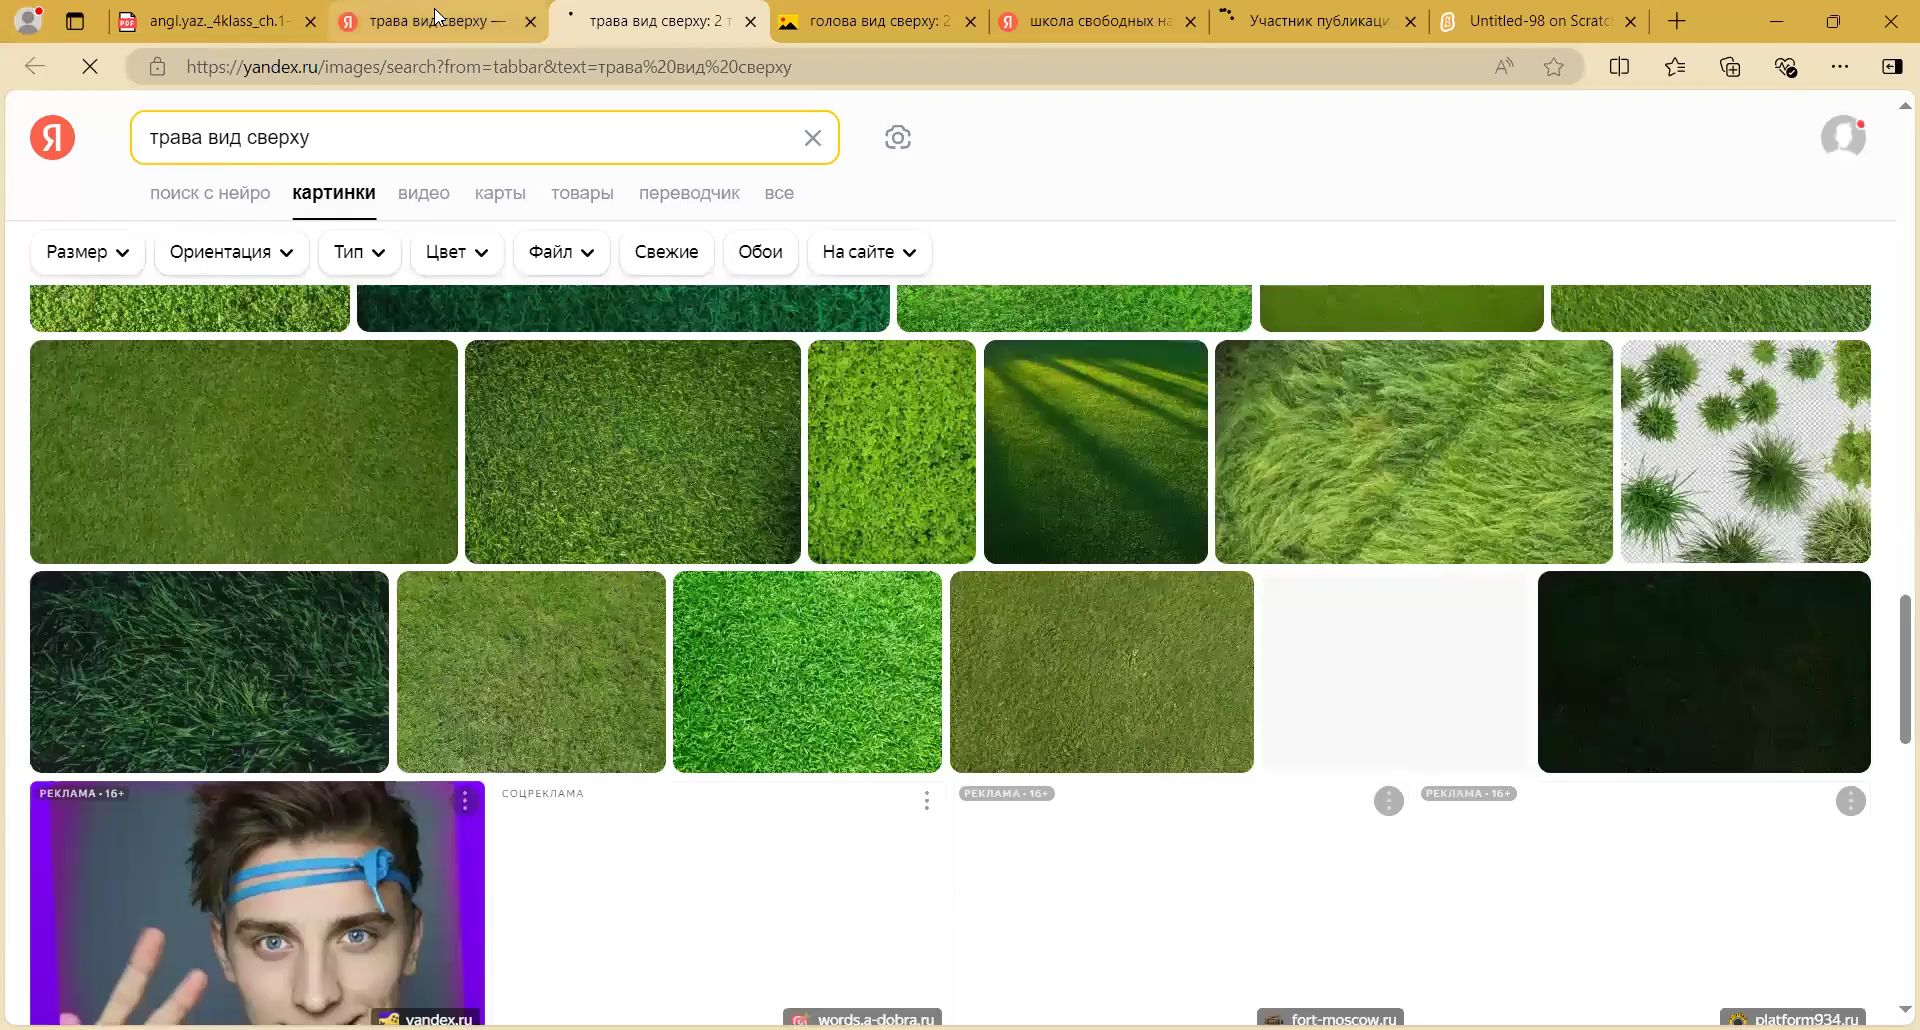 angl.yaz._4klass_ch.1-
трава вид сверху —
трава вид сверху: 2 т
голова вид сверху: 2
школа свободных на
Участник публикаци
Untitled-98 on Scratc
https://yandex.ru/images/search?from=tabbar&text=трава%20вид%20сверху
Я
трава вид сверху
поиск с нейро
картинки
видео
карты
товары
переводчик
все
Размер
Ориентация
Тип
Цвет
Файл
Свежие
Обои
На сайте
РЕКЛАМА • 16+
СОЦРЕКЛАМА
РЕКЛАМА • 16+
РЕКЛАМА • 16+
yandex.ru
words.a-dobra.ru
fort-moscow.ru
platform934.ru